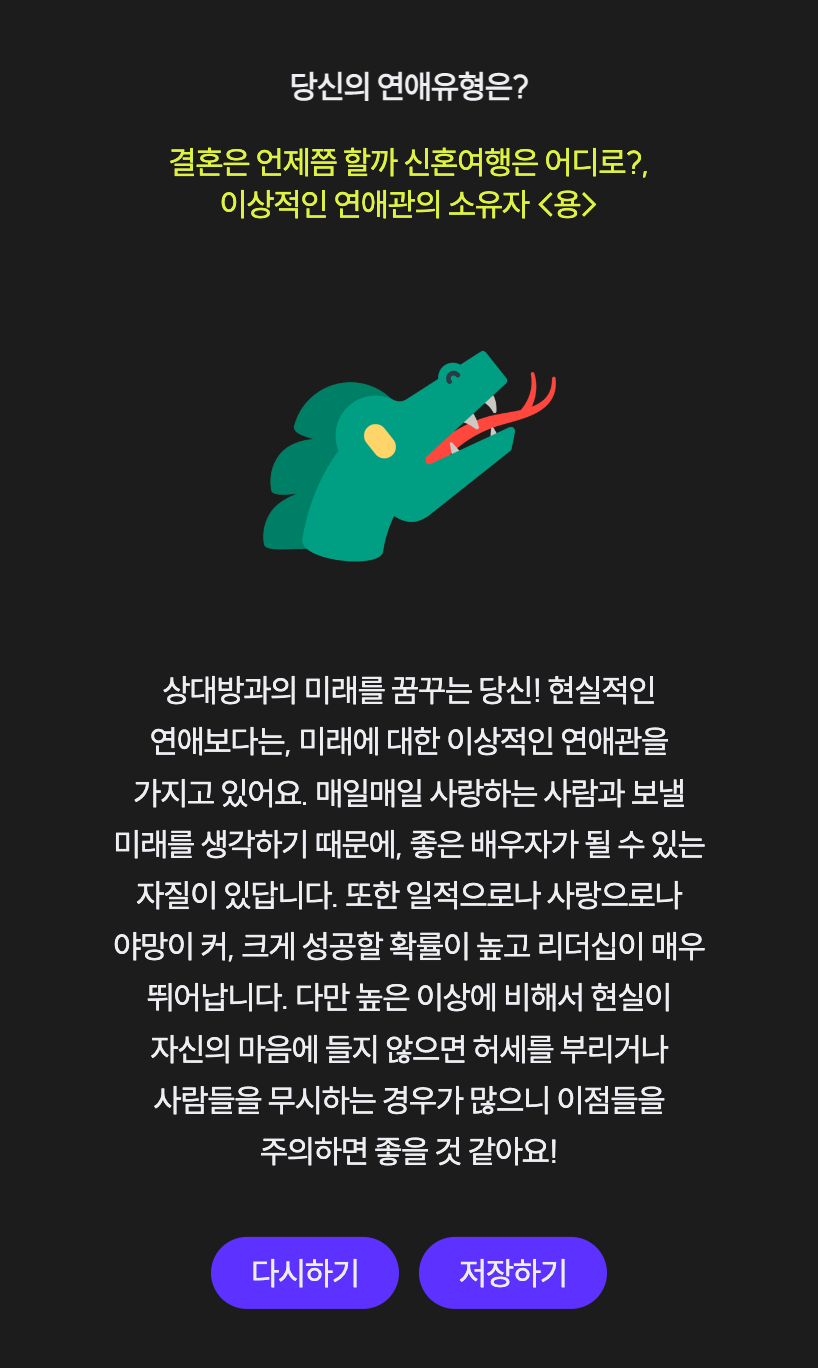 당신의 연애유형은?
결혼은 언제쯤 할까 신혼여행은 어디로?,
이상적인 연애관의 소유자 <용>
상대방과의 미래를 꿈꾸는 당신! 현실적인
연애보다는, 미래에 대한 이상적인 연애관을
가지고 있어요. 매일매일 사랑하는 사람과 보낼
미래를 생각하기 때문에, 좋은 배우자가 될 수 있는
자질이 있답니다. 또한 일적으로나 사랑으로나
야망이 커, 크게 성공할 확률이 높고 리더십이 매우
뛰어납니다. 다만 높은 이상에 비해서 현실이
자신의 마음에 들지 않으면 허세를 부리거나
사람들을 무시하는 경우가 많으니 이점들을
주의하면 좋을 것 같아요!
다시하기
저장하기